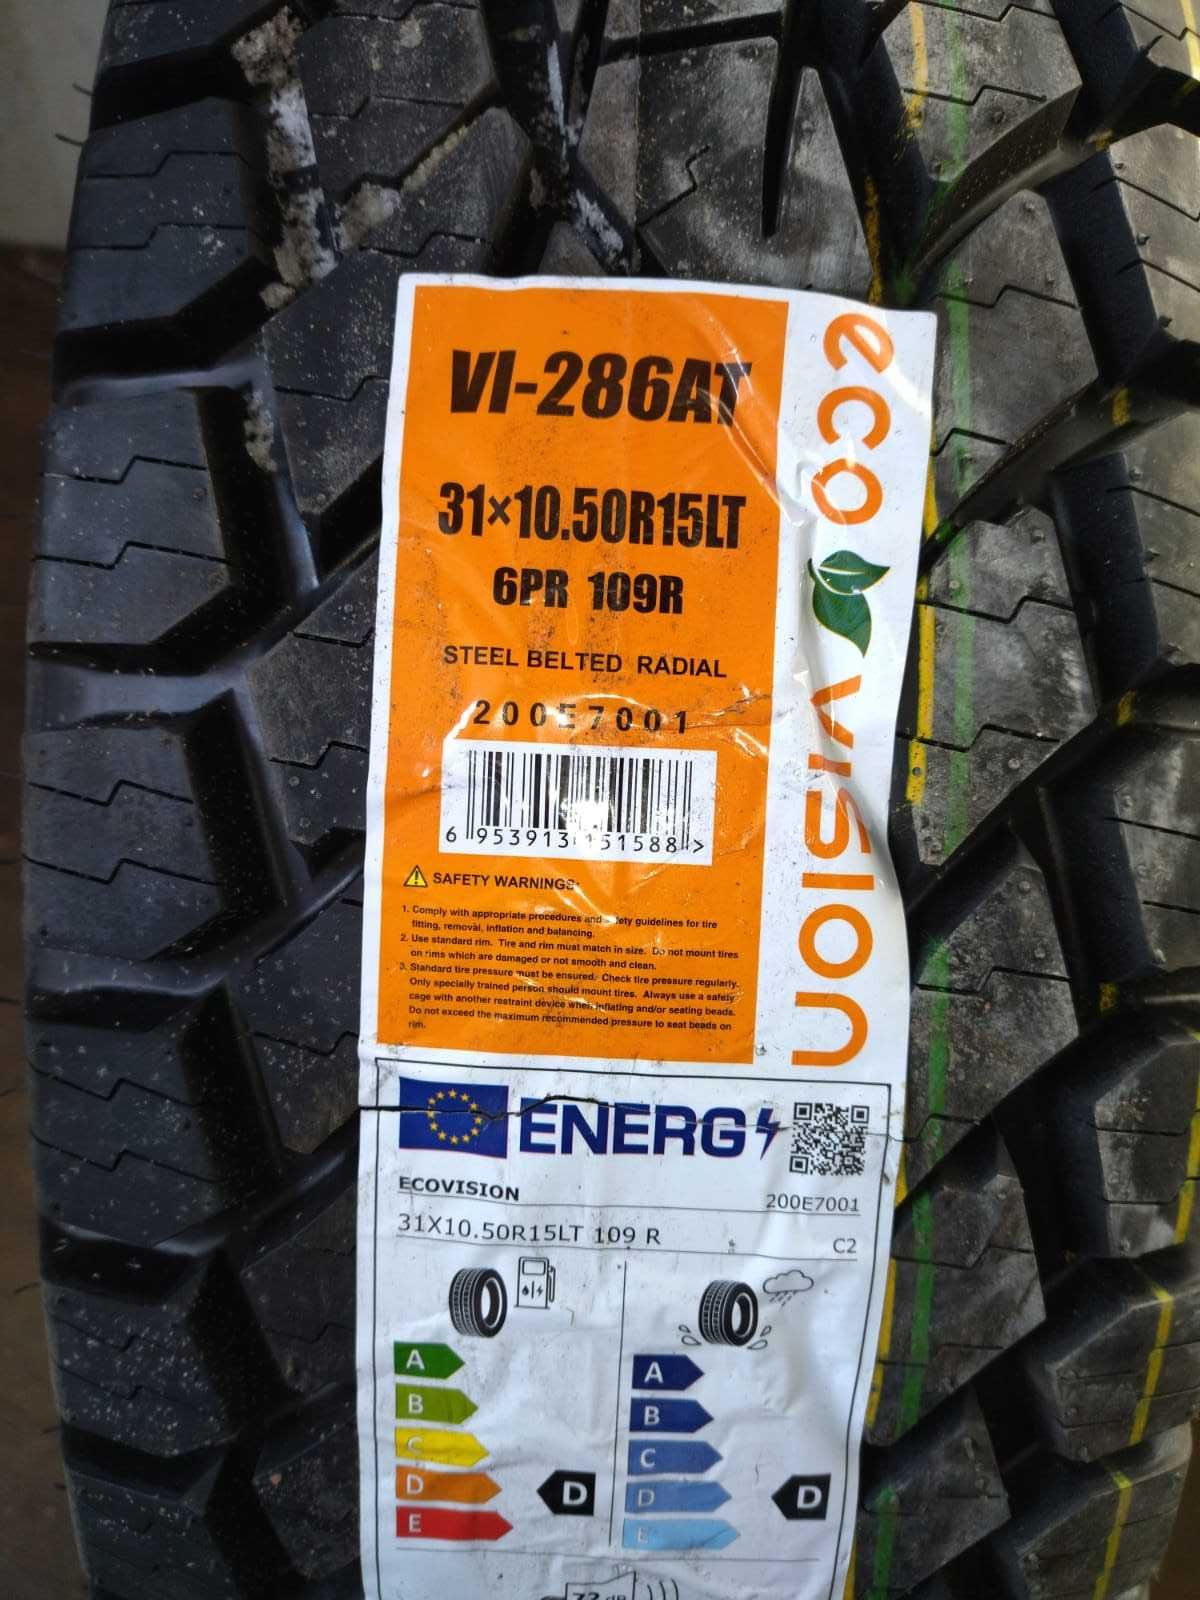 VI-286AT
31×10.50R15LT
6PR 109R
STEEL BELTED RADIAL
200E7001
6 953913 151588 >
eco vision
SAFETY WARNINGS:
1. Comply with appropriate procedures and safety guidelines for tire
fitting, removal, inflation and balancing.
2. Use standard rim. Tire and rim must match in size. Do not mount tires
on rims which are damaged or not smooth and clean.
3. Standard tire pressure must be ensured. Check tire pressure regularly.
Only specially trained person should mount tires. Always use a safety
cage with another restraint device when inflating and/or seating beads.
Do not exceed the maximum recommended pressure to seat beads on
rim.
ENERG
ECOVISION
200E7001
31X10.50R15LT 109 R
C2
A
B
C
D
E
D
A
B
C
D
E
D
72 dB